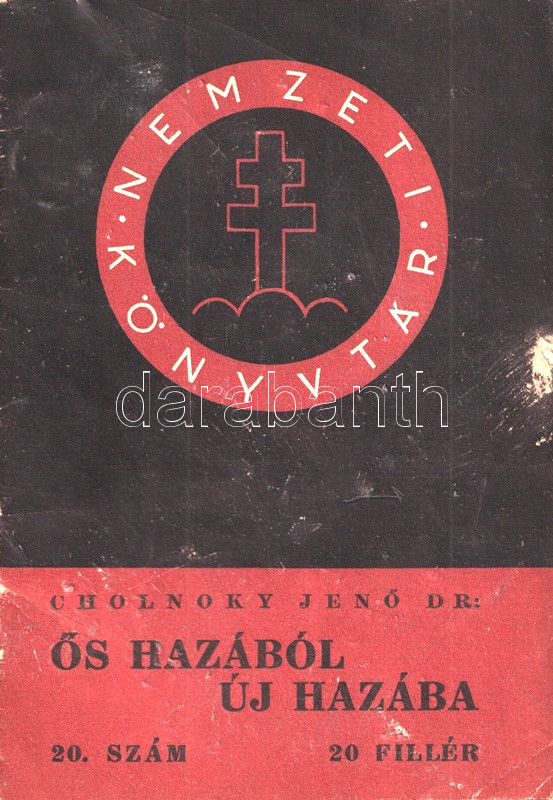 NEMZETI
KÖNYVTÁR
darabanth
CHOLNOKY JENŐ DR:
ŐS HAZÁBÓL
ÚJ HAZÁBA
20. SZÁM
20 FILLÉR